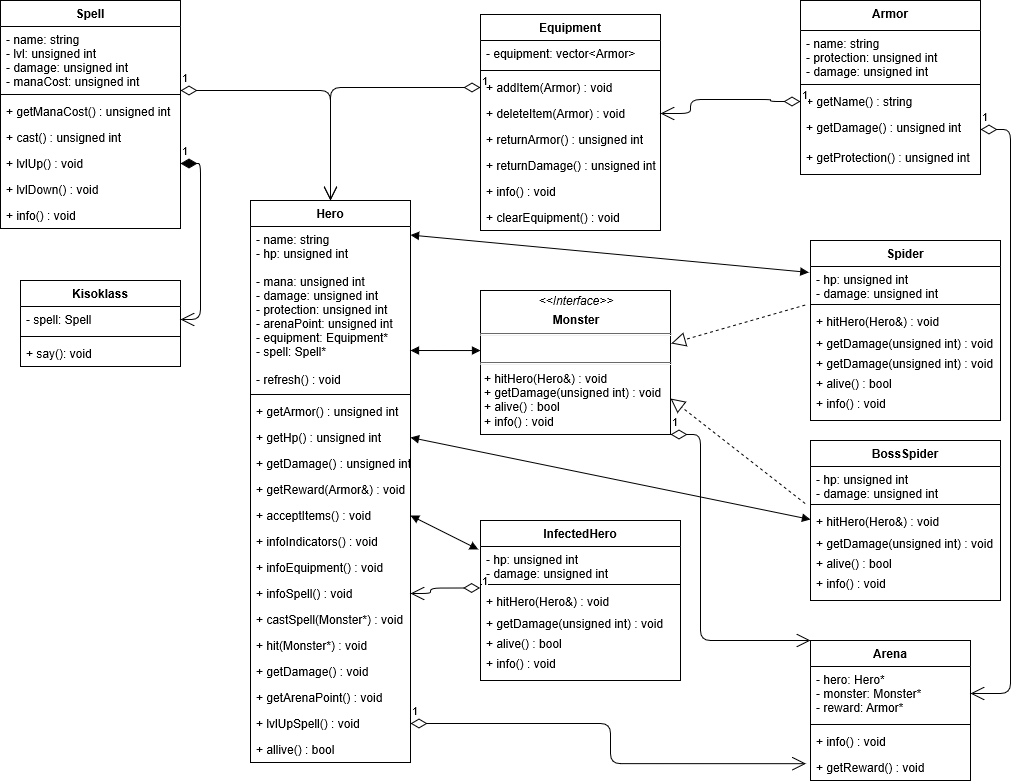 Spell
- name: string
- lvl: unsigned int
- damage: unsigned int
- manaCost: unsigned int
+ getManaCost() : unsigned int
+ cast() : unsigned int
+ lvlUp() : void
+ lvlDown() : void
+ info() : void
1
1
Kisoklass
- spell: Spell
+ say(): void
Equipment
- equipment: vector<Armor>
+ addItem(Armor) : void
+ deleteItem(Armor) : void
+ returnArmor() : unsigned int
+ returnDamage() : unsigned int
+ info() : void
+ clearEquipment() : void
1
Armor
- name: string
- protection: unsigned int
- damage: unsigned int
+ getName() : string
+ getDamage() : unsigned int
+ getProtection() : unsigned int
1
1
Hero
- name: string
- hp: unsigned int
- mana: unsigned int
- damage: unsigned int
- protection: unsigned int
- arenaPoint: unsigned int
- equipment: Equipment*
- spell: Spell*
- refresh() : void
+ getArmor() : unsigned int
+ getHp() : unsigned int
+ getDamage() : unsigned int
+ getReward(Armor&) : void
+ acceptItems() : void
+ infoIndicators() : void
+ infoEquipment() : void
+ infoSpell() : void
+ castSpell(Monster*) : void
+ hit(Monster*) : void
+ getDamage() : void
+ getArenaPoint() : void
+ lvlUpSpell() : void
+ allive() : bool
1
<<Interface>>
Monster
+ hitHero(Hero&) : void
+ getDamage(unsigned int) : void
+ alive() : bool
+ info() : void
1
Spider
- hp: unsigned int
- damage: unsigned int
+ hitHero(Hero&) : void
+ getDamage(unsigned int) : void
+ getDamage(unsigned int) : void
+ alive() : bool
+ info() : void
BossSpider
- hp: unsigned int
- damage: unsigned int
+ hitHero(Hero&) : void
+ getDamage(unsigned int) : void
+ alive() : bool
+ info() : void
InfectedHero
- hp: unsigned int
- damage: unsigned int
+ hitHero(Hero&) : void
+ getDamage(unsigned int) : void
+ alive() : bool
+ info() : void
1
Arena
- hero: Hero*
- monster: Monster*
- reward: Armor*
+ info() : void
+ getReward() : void